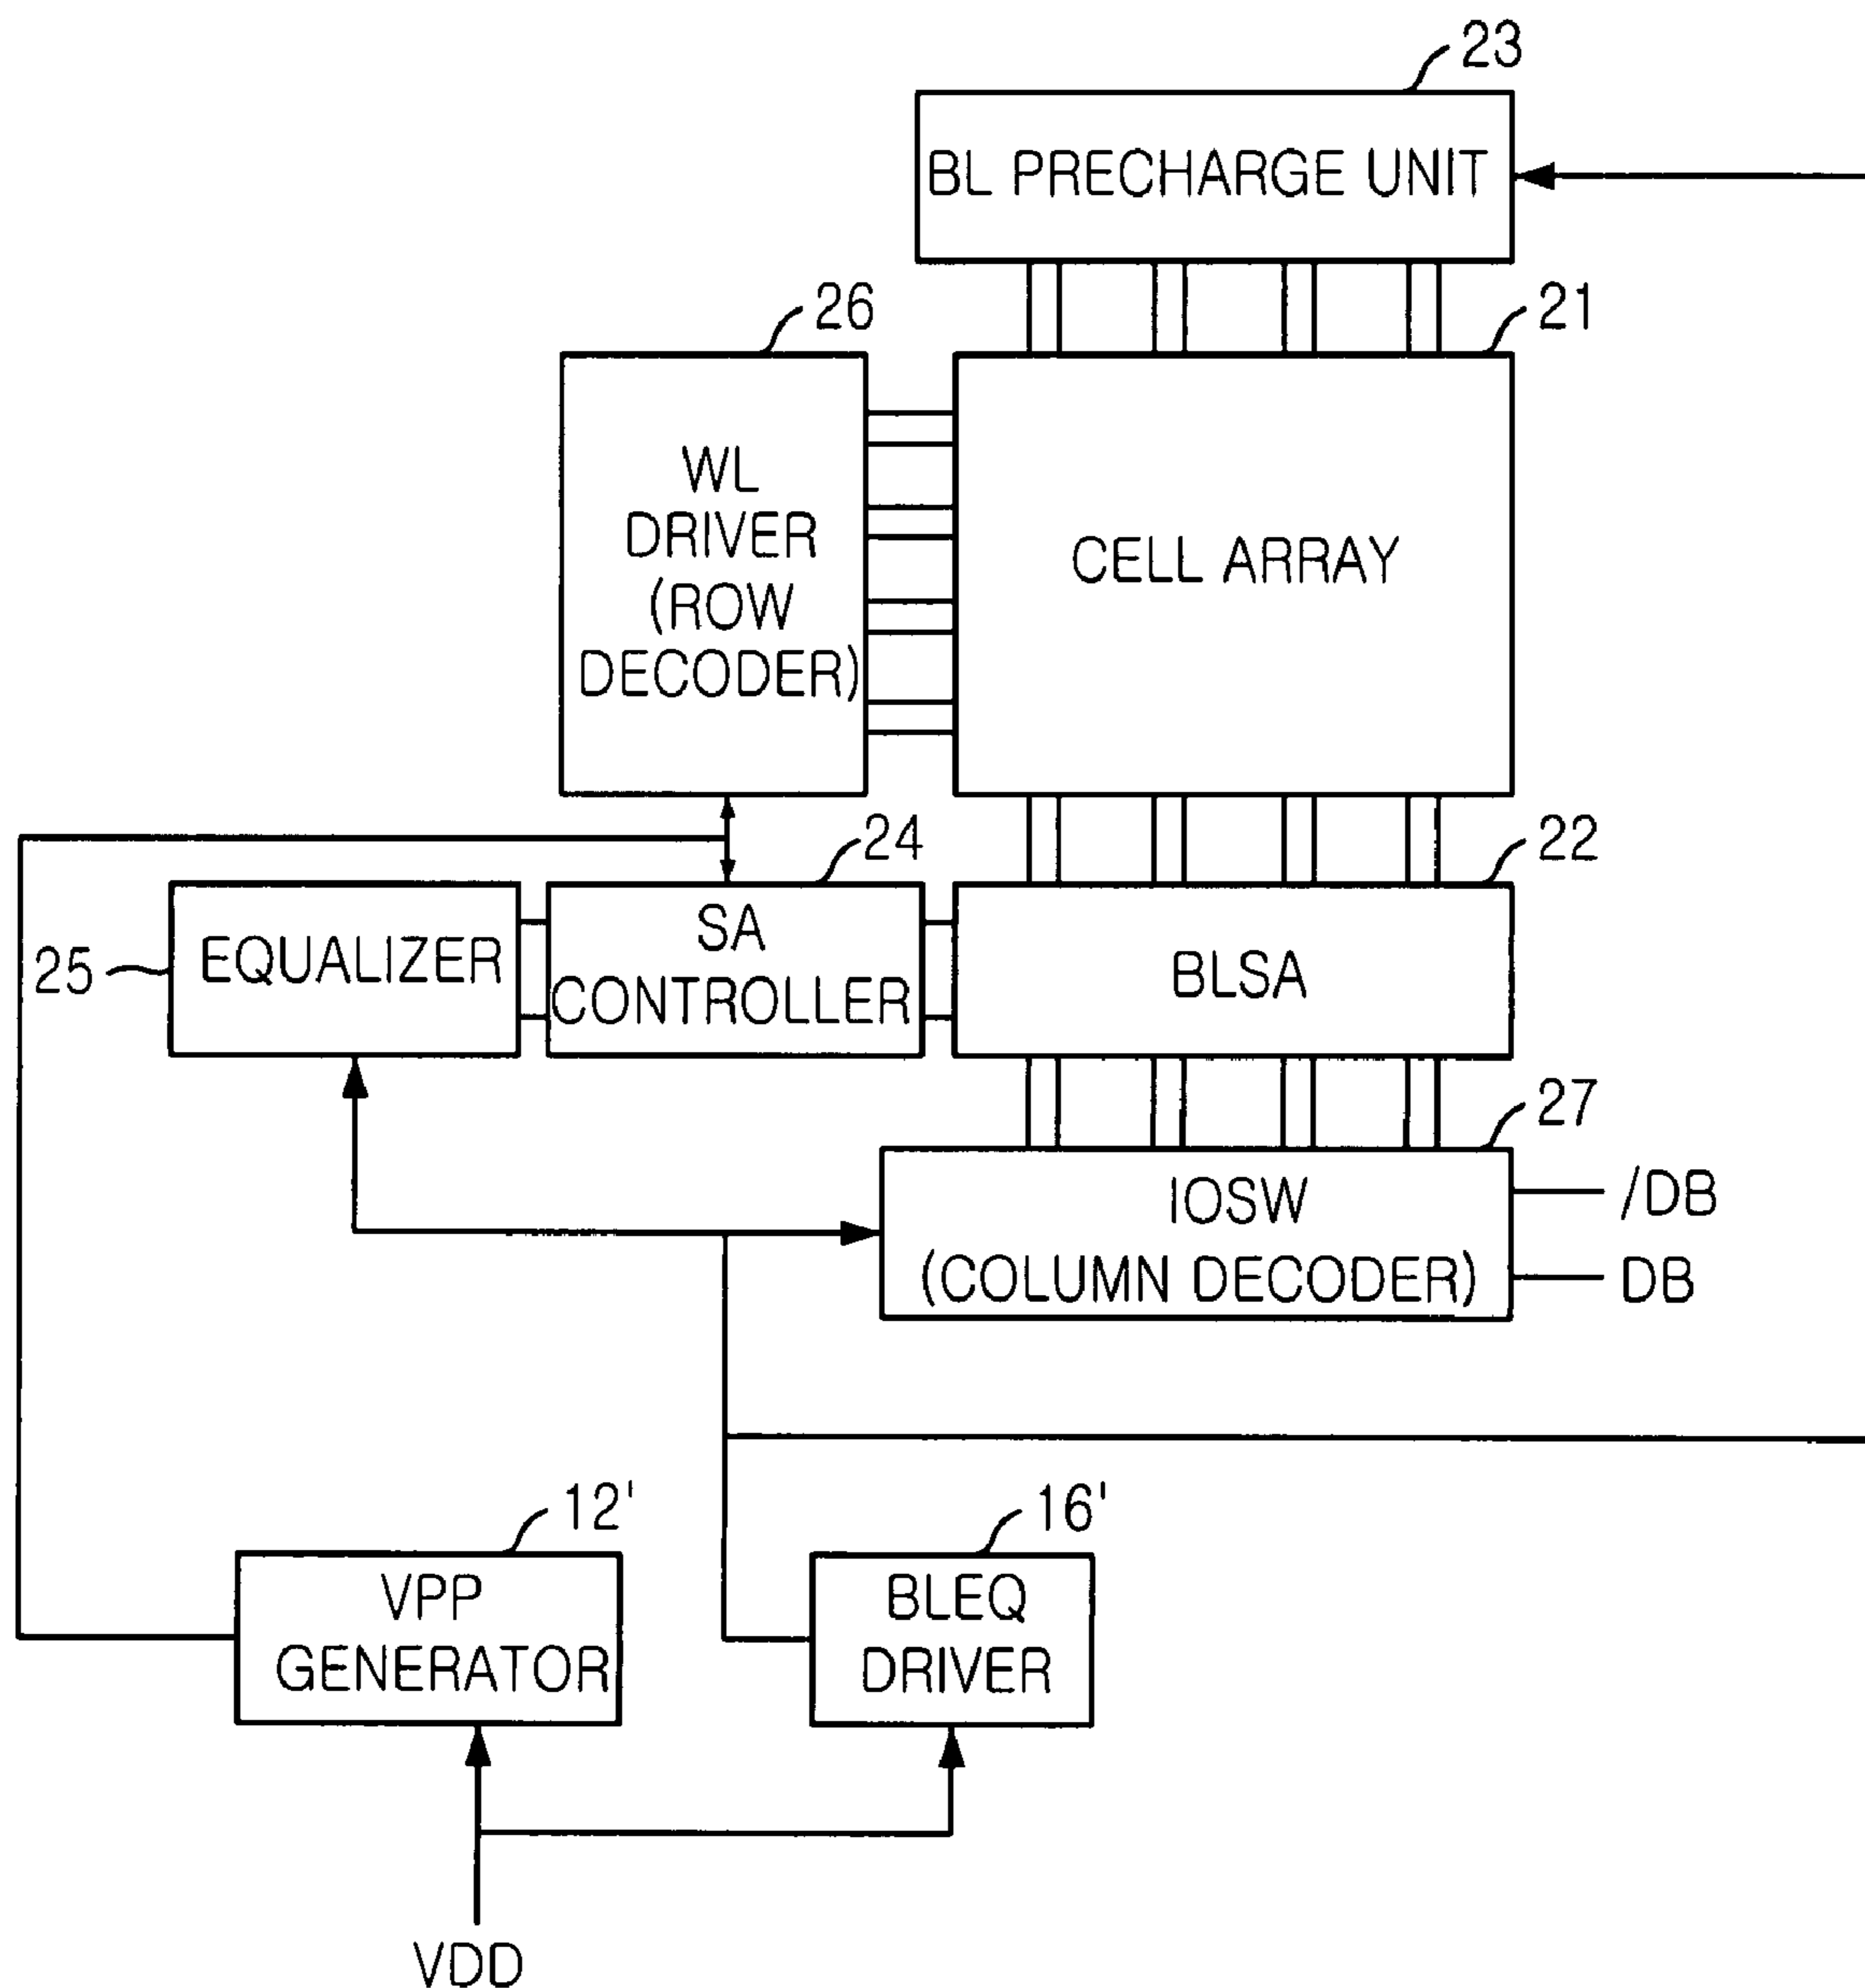 23
BL PRECHARGE UNIT
26
21
WL
DRIVER
(ROW
DECODER)
CELL ARRAY
24
22
25
EQUALIZER
SA
CONTROLLER
BLSA
27
IOSW
(COLUMN DECODER)
/DB
DB
12'
16'
VPP
GENERATOR
BLEQ
DRIVER
VDD